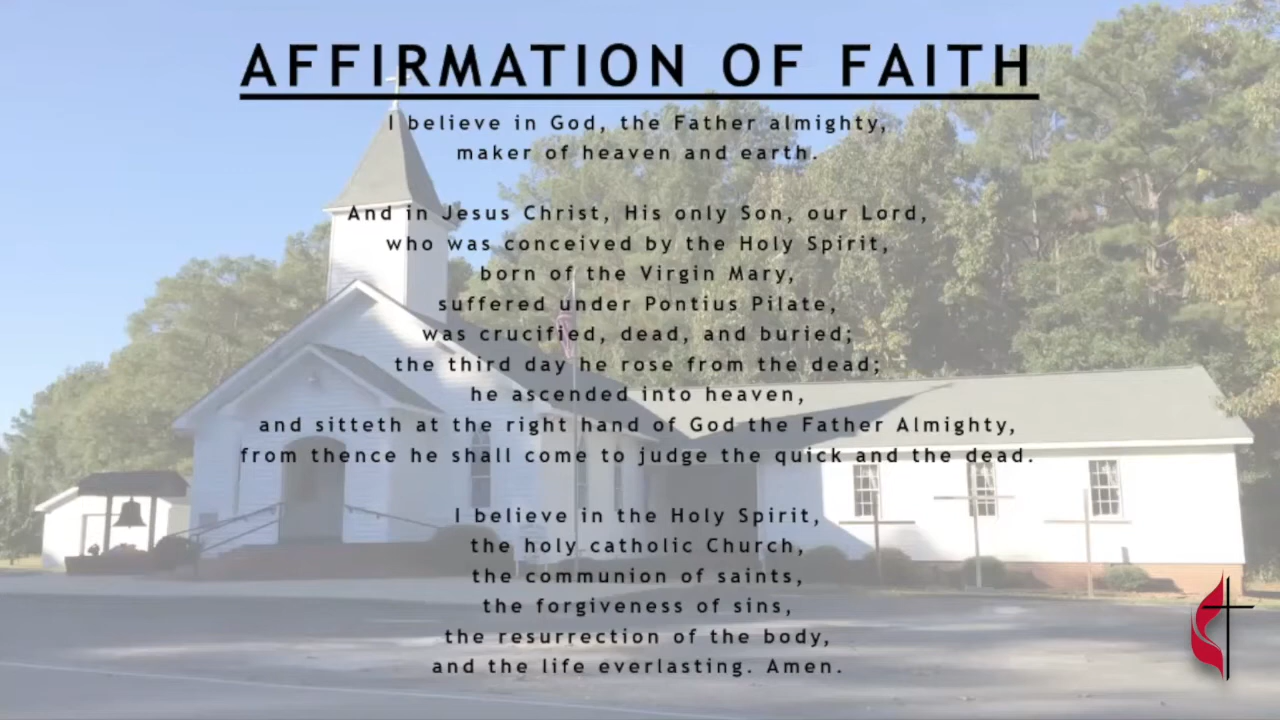 AFFIRMATION OF FAITH
I believe in God, the Father almighty,
maker of heaven and earth.
And in Jesus Christ, His only Son, our Lord,
who was conceived by the Holy Spirit,
born of the Virgin Mary,
suffered under Pontius Pilate,
was crucified, dead, and buried;
the third day he rose from the dead;
he ascended into heaven,
and sitteth at the right hand of God the Father Almighty,
from thence he shall come to judge the quick and the dead.
I believe in the Holy Spirit,
the holy catholic Church,
the communion of saints,
the forgiveness of sins,
the resurrection of the body,
and the life everlasting. Amen.